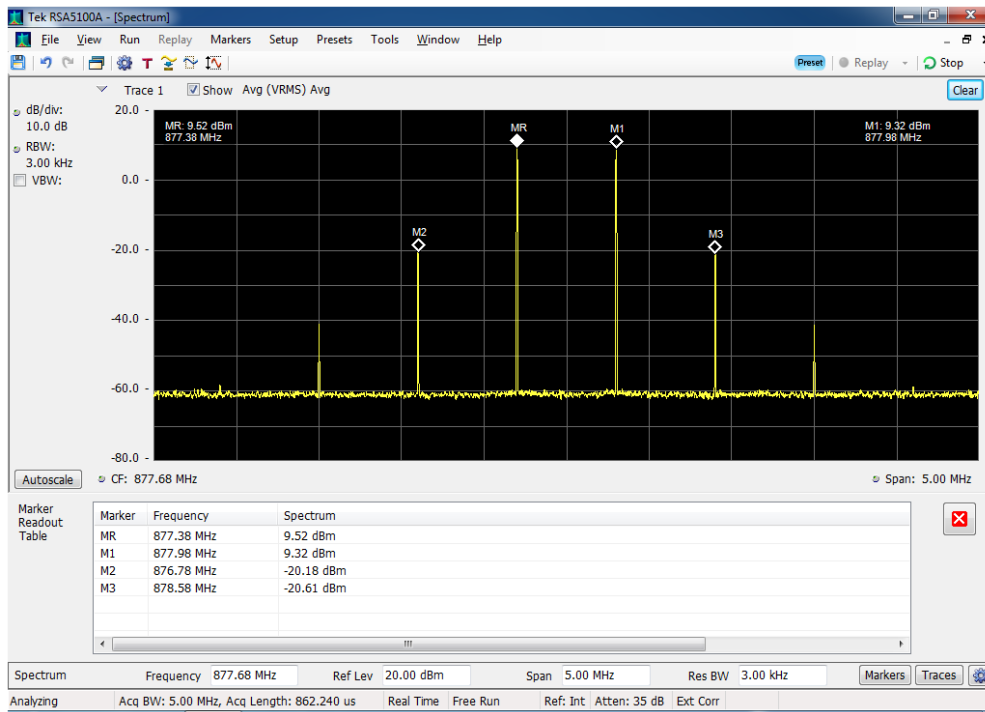 Tek RSA5100A - [Spectrum]
File View Run Replay Markers Setup Presets Tools Window Help
T Preset Replay Stop
Trace 1 Show Avg (VRMS) Avg Clear
dB/div:
10.0 dB
RBW:
3.00 kHz
VBW:
20.0
0.0
-20.0
-40.0
-60.0
-80.0
MR: 9.52 dBm
877.38 MHz
MR
M1
M1: 9.32 dBm
877.98 MHz
M2
M3
Autoscale CF: 877.68 MHz Span: 5.00 MHz
Marker
Readout
Table
Marker Frequency Spectrum
MR 877.38 MHz 9.52 dBm
M1 877.98 MHz 9.32 dBm
M2 876.78 MHz -20.18 dBm
M3 878.58 MHz -20.61 dBm
Spectrum Frequency 877.68 MHz Ref Lev 20.00 dBm Span 5.00 MHz Res BW 3.00 kHz Markers Traces
Analyzing Acq BW: 5.00 MHz, Acq Length: 862.240 us Real Time Free Run Ref: Int Atten: 35 dB Ext Corr